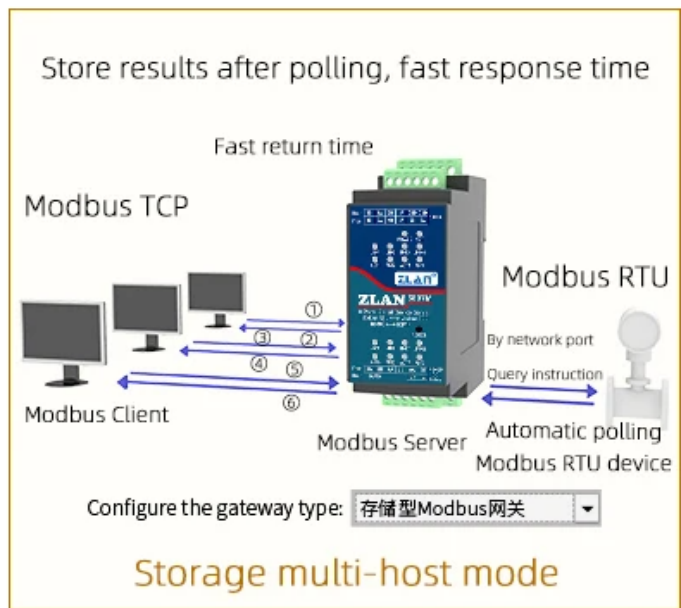 Store results after polling, fast response time
Fast return time
Modbus TCP
ZLAN
ZLAN
Modbus RTU
①
③ ②
④
⑤
⑥
By network port
Query instruction
Modbus Client
Modbus Server
Automatic polling
Modbus RTU device
Configure the gateway type: 存储型Modbus网关
Storage multi-host mode